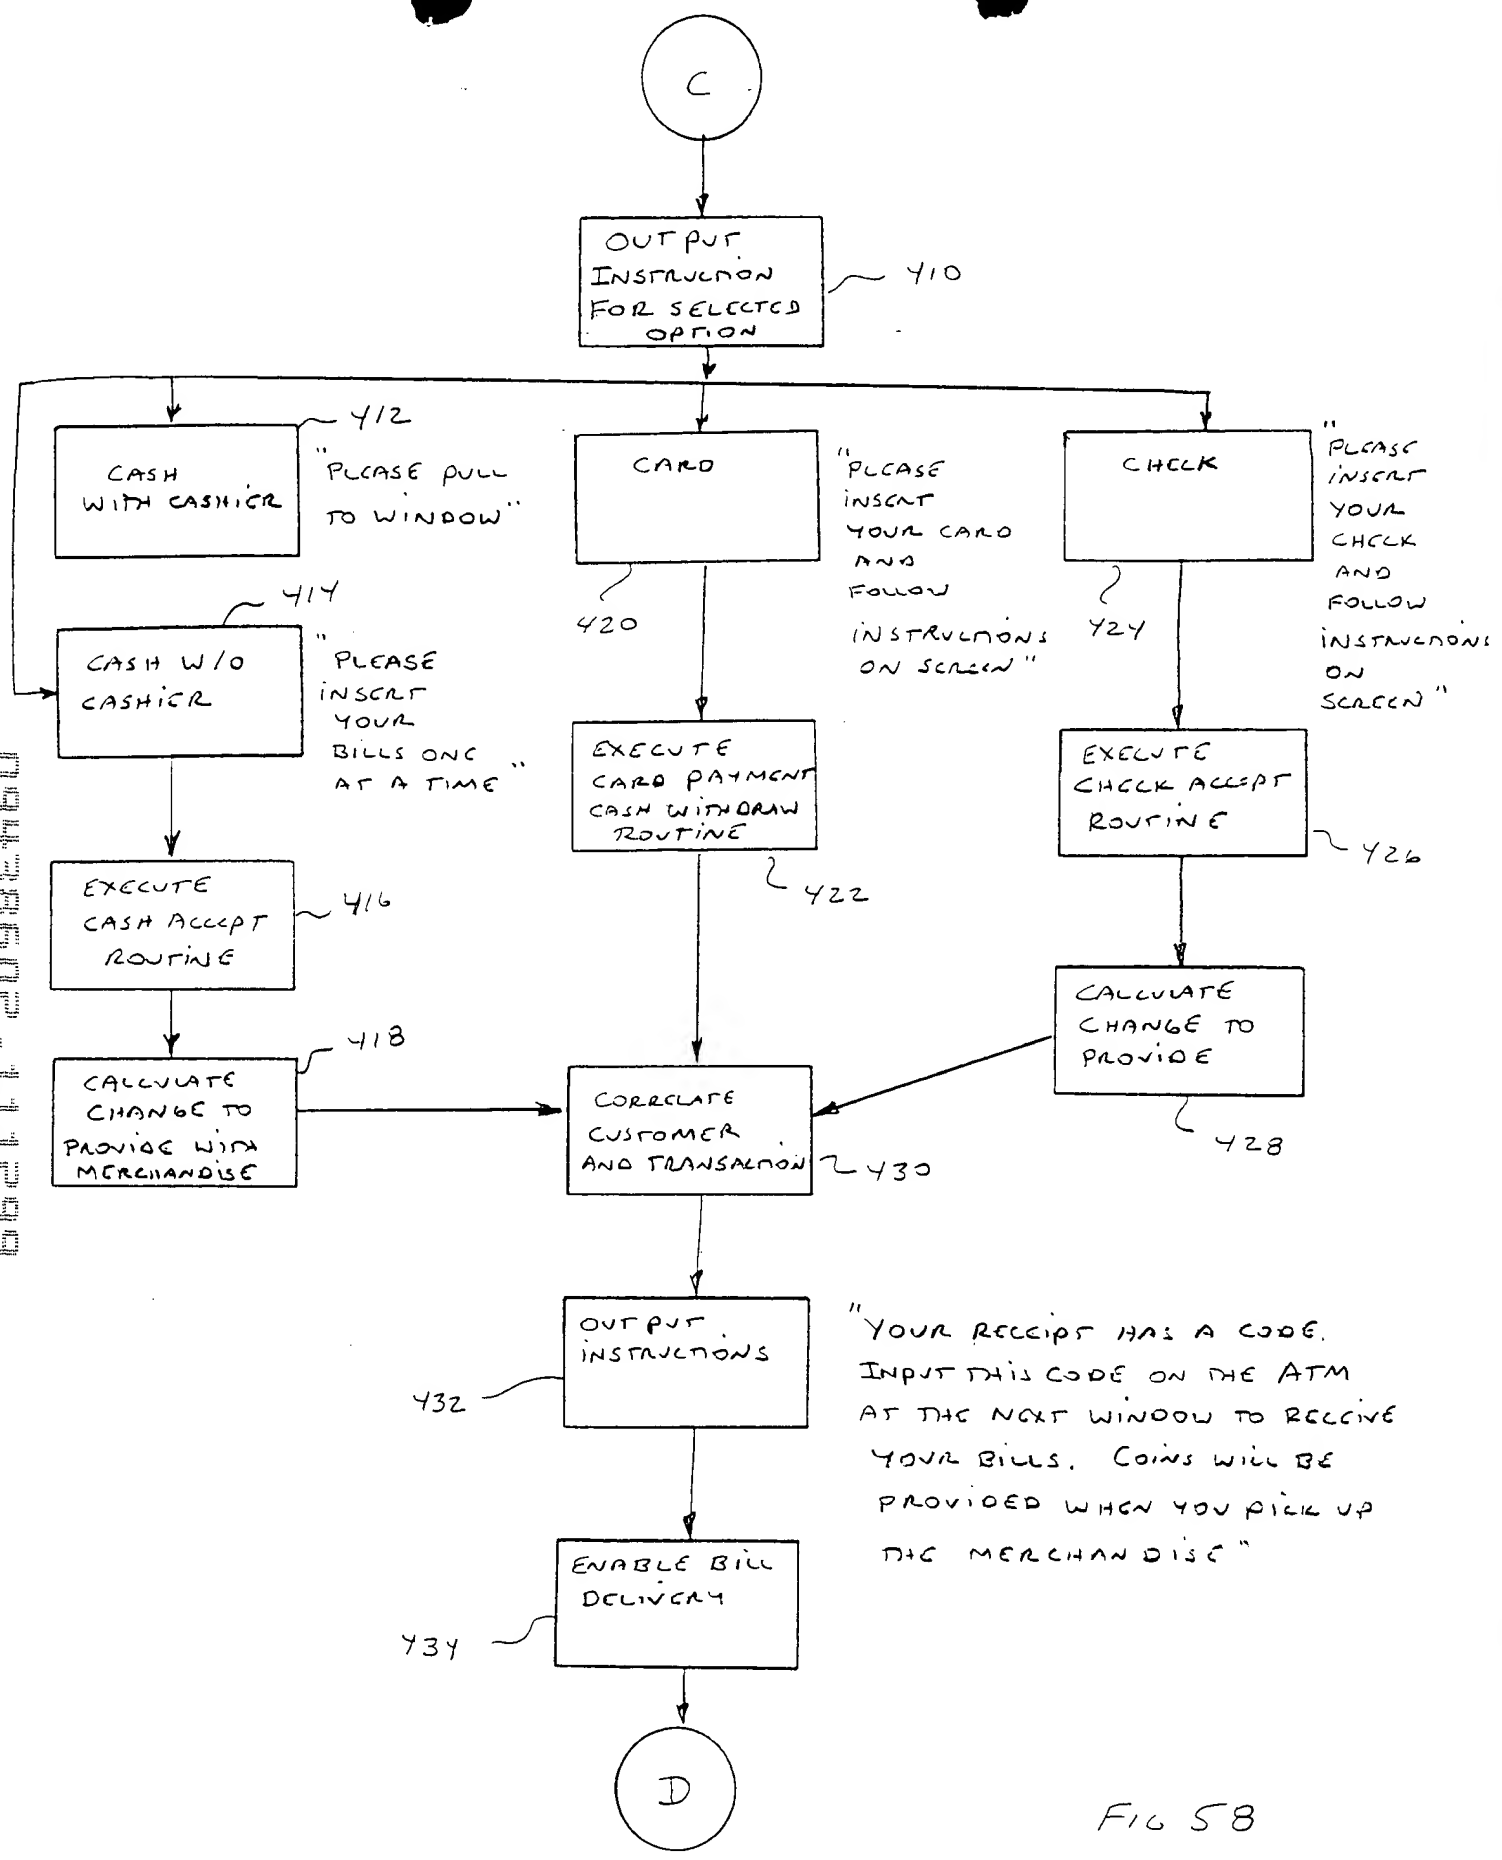 C
OUTPUT
INSTRUCTION
FOR SELECTED
OPTION
410
412
CASH
WITH CASHIER
"PLEASE PULL
TO WINDOW"
CARD
420
"PLEASE
INSERT
YOUR CARD
AND
FOLLOW
INSTRUCTIONS
ON SCREEN"
CHECK
424
"PLEASE
INSERT
YOUR
CHECK
AND
FOLLOW
INSTRUCTIONS
ON
SCREEN"
414
CASH W/O
CASHIER
"PLEASE
INSERT
YOUR
BILLS ONE
AT A TIME"
EXECUTE
CARD PAYMENT
CASH WITHDRAW
ROUTINE
422
EXECUTE
CHECK ACCEPT
ROUTINE
426
EXECUTE
CASH ACCEPT
ROUTINE
416
CALCULATE
CHANGE TO
PROVIDE
428
418
CALCULATE
CHANGE TO
PROVIDE WITH
MERCHANDISE
CORRELATE
CUSTOMER
AND TRANSACTION
430
OUTPUT
INSTRUCTIONS
432
"YOUR RECEIPT HAS A CODE.
INPUT THIS CODE ON THE ATM
AT THE NEXT WINDOW TO RECEIVE
YOUR BILLS. COINS WILL BE
PROVIDED WHEN YOU PICK UP
THE MERCHANDISE"
ENABLE BILL
DELIVERY
434
D
FIG 58